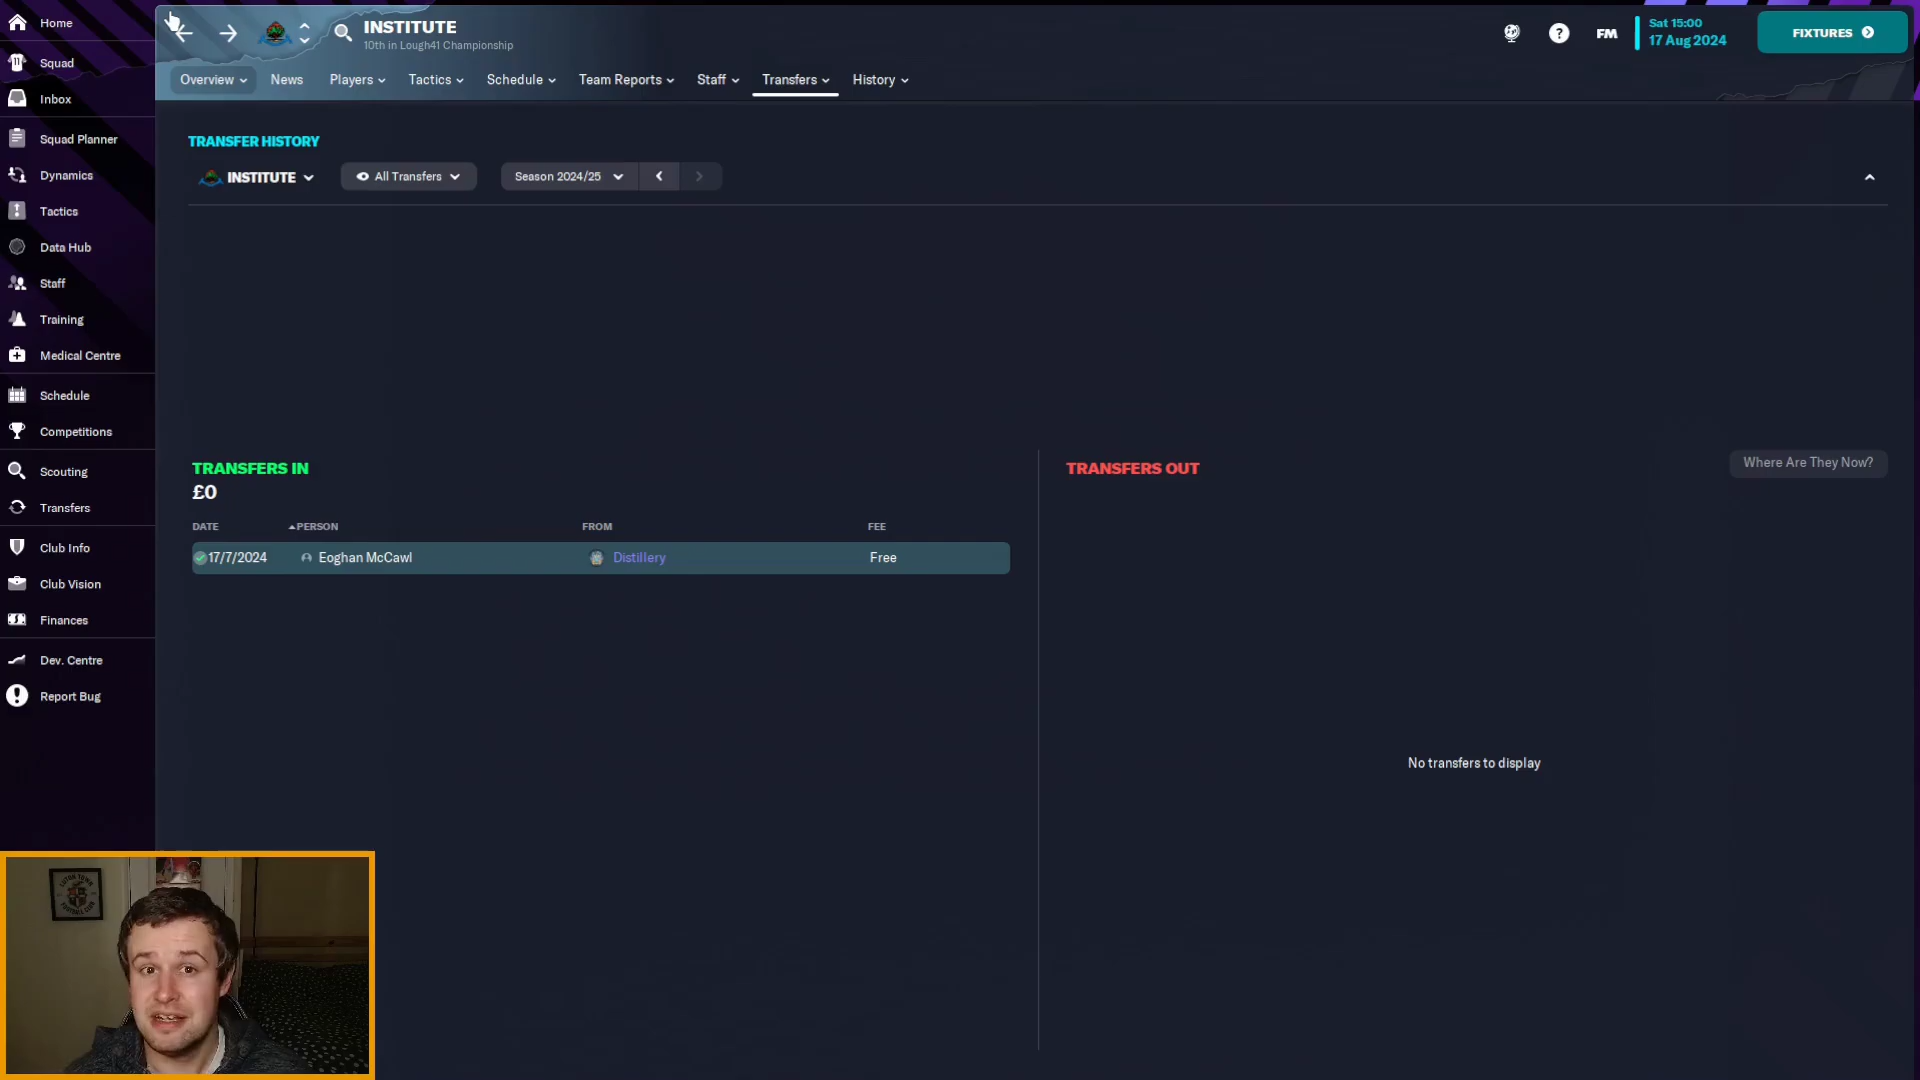 Home
Squad
Inbox
Squad Planner
Dynamics
Tactics
Data Hub
Staff
Training
Medical Centre
Schedule
Competitions
Scouting
Transfers
Club Info
Club Vision
Finances
Dev. Centre
Report Bug
INSTITUTE
10th in Lough41 Championship
FM
Sat 15:00
17 Aug 2024
FIXTURES
Overview
News
Players
Tactics
Schedule
Team Reports
Staff
Transfers
History
TRANSFER HISTORY
INSTITUTE
All Transfers
Season 2024/25
TRANSFERS IN
£0
DATE PERSON FROM FEE
17/7/2024 Eoghan McCawl Distillery Free
TRANSFERS OUT
Where Are They Now?
No transfers to display
LUTON TOWN